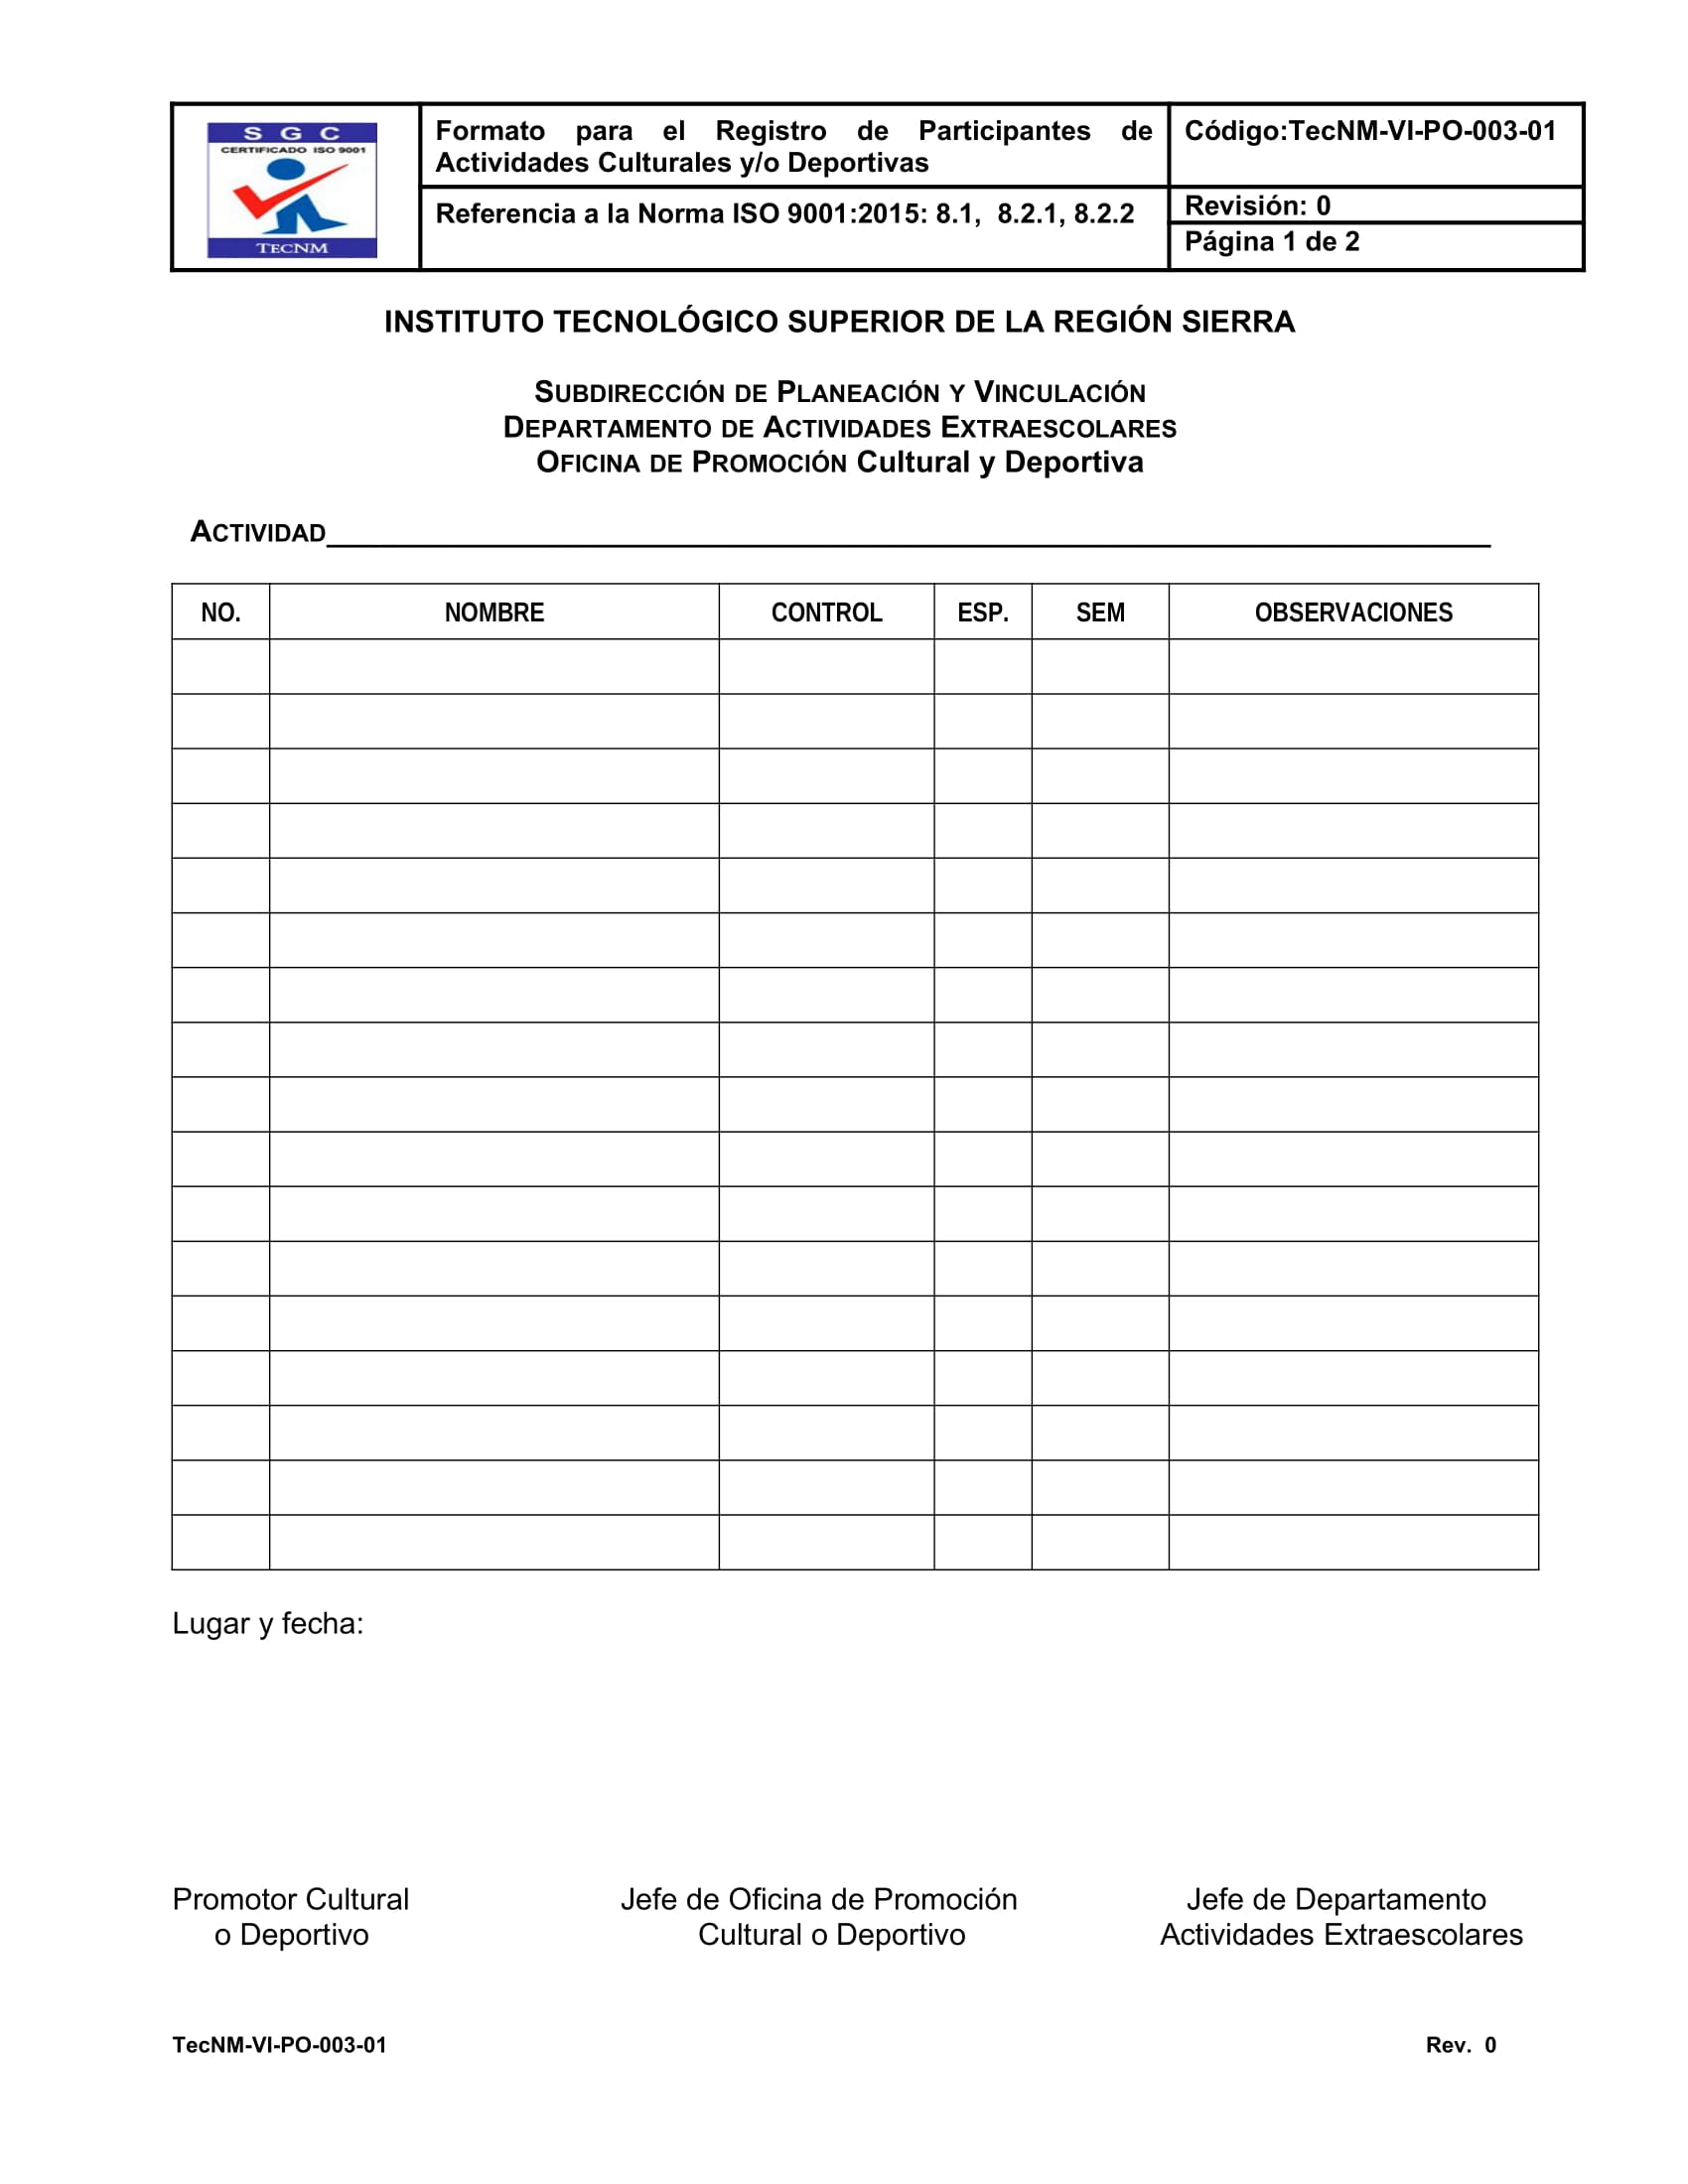 S G C
CERTIFICADO ISO 9001
TECNM
Formato para el Registro de Participantes de
Actividades Culturales y/o Deportivas
Código:TecNM-VI-PO-003-01
Referencia a la Norma ISO 9001:2015: 8.1, 8.2.1, 8.2.2
Revisión: 0
Página 1 de 2
INSTITUTO TECNOLÓGICO SUPERIOR DE LA REGIÓN SIERRA
SUBDIRECCIÓN DE PLANEACIÓN Y VINCULACIÓN
DEPARTAMENTO DE ACTIVIDADES EXTRAESCOLARES
OFICINA DE PROMOCIÓN Cultural y Deportiva
ACTIVIDAD
NO. NOMBRE CONTROL ESP. SEM OBSERVACIONES
Lugar y fecha:
Promotor Cultural
o Deportivo
Jefe de Oficina de Promoción
Cultural o Deportivo
Jefe de Departamento
Actividades Extraescolares
TecNM-VI-PO-003-01 Rev. 0